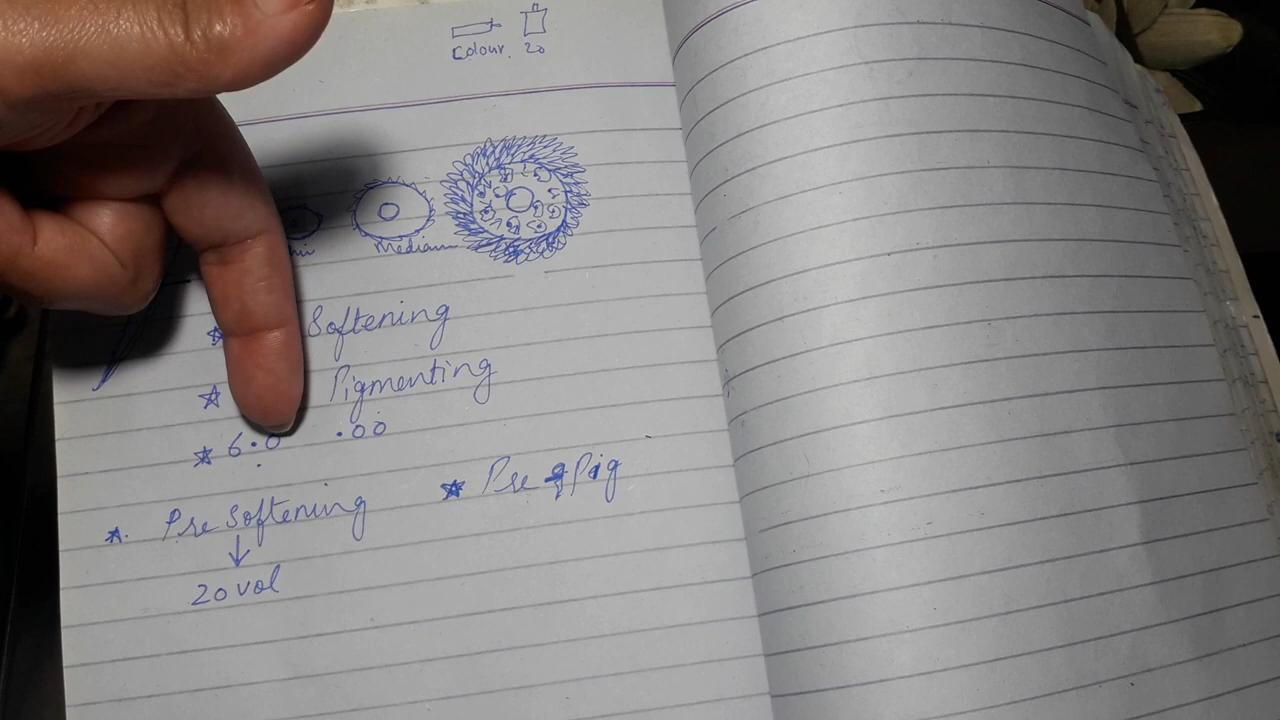 Colour. 20
Medium
Softening
Pigmenting
6.0 .00
Pre Softening
Pre Pig
20 vol